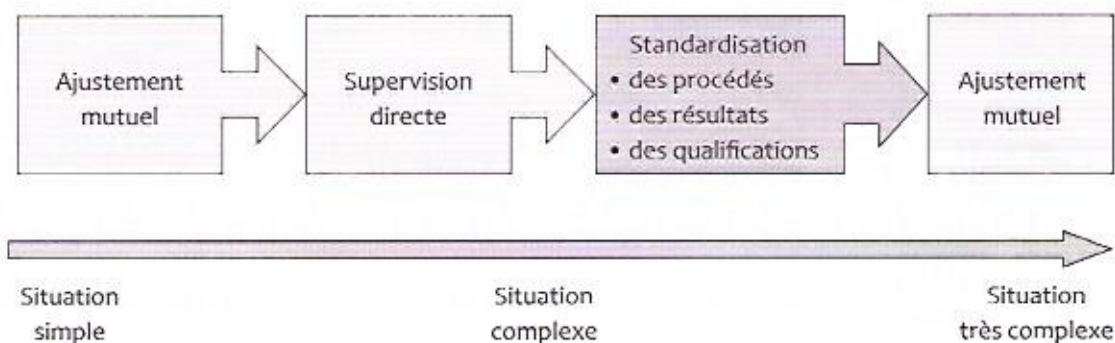 Ajustement
mutuel
Supervision
directe
Standardisation
• des procédés
• des résultats
• des qualifications
Ajustement
mutuel
Situation
simple
Situation
complexe
Situation
très complexe